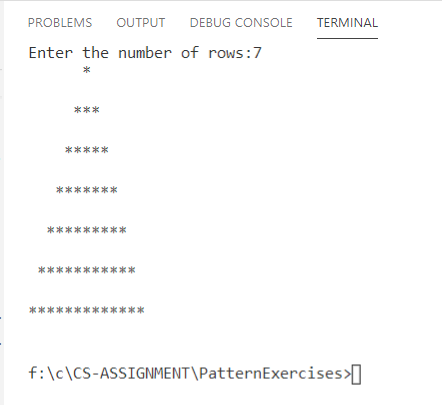 PROBLEMS OUTPUT DEBUG CONSOLE TERMINAL
Enter the number of rows:7
      *
     ***
    *****
   *******
  *********
 ***********
*************
f:\c\CS-ASSIGNMENT\PatternExercises>